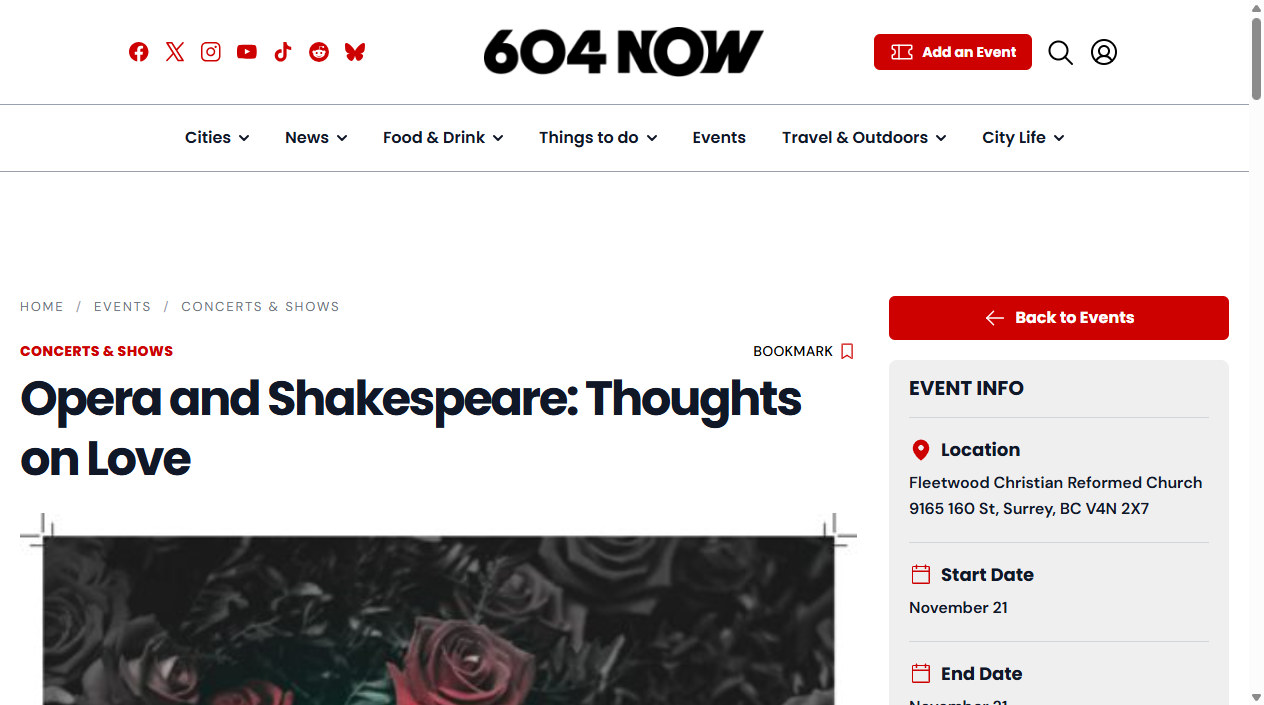 604 NOW
Add an Event
Cities
News
Food & Drink
Things to do
Events
Travel & Outdoors
City Life
HOME / EVENTS / CONCERTS & SHOWS
CONCERTS & SHOWS
BOOKMARK
Opera and Shakespeare: Thoughts
on Love
Back to Events
EVENT INFO
Location
Fleetwood Christian Reformed Church
9165 160 St, Surrey, BC V4N 2X7
Start Date
November 21
End Date
November 21